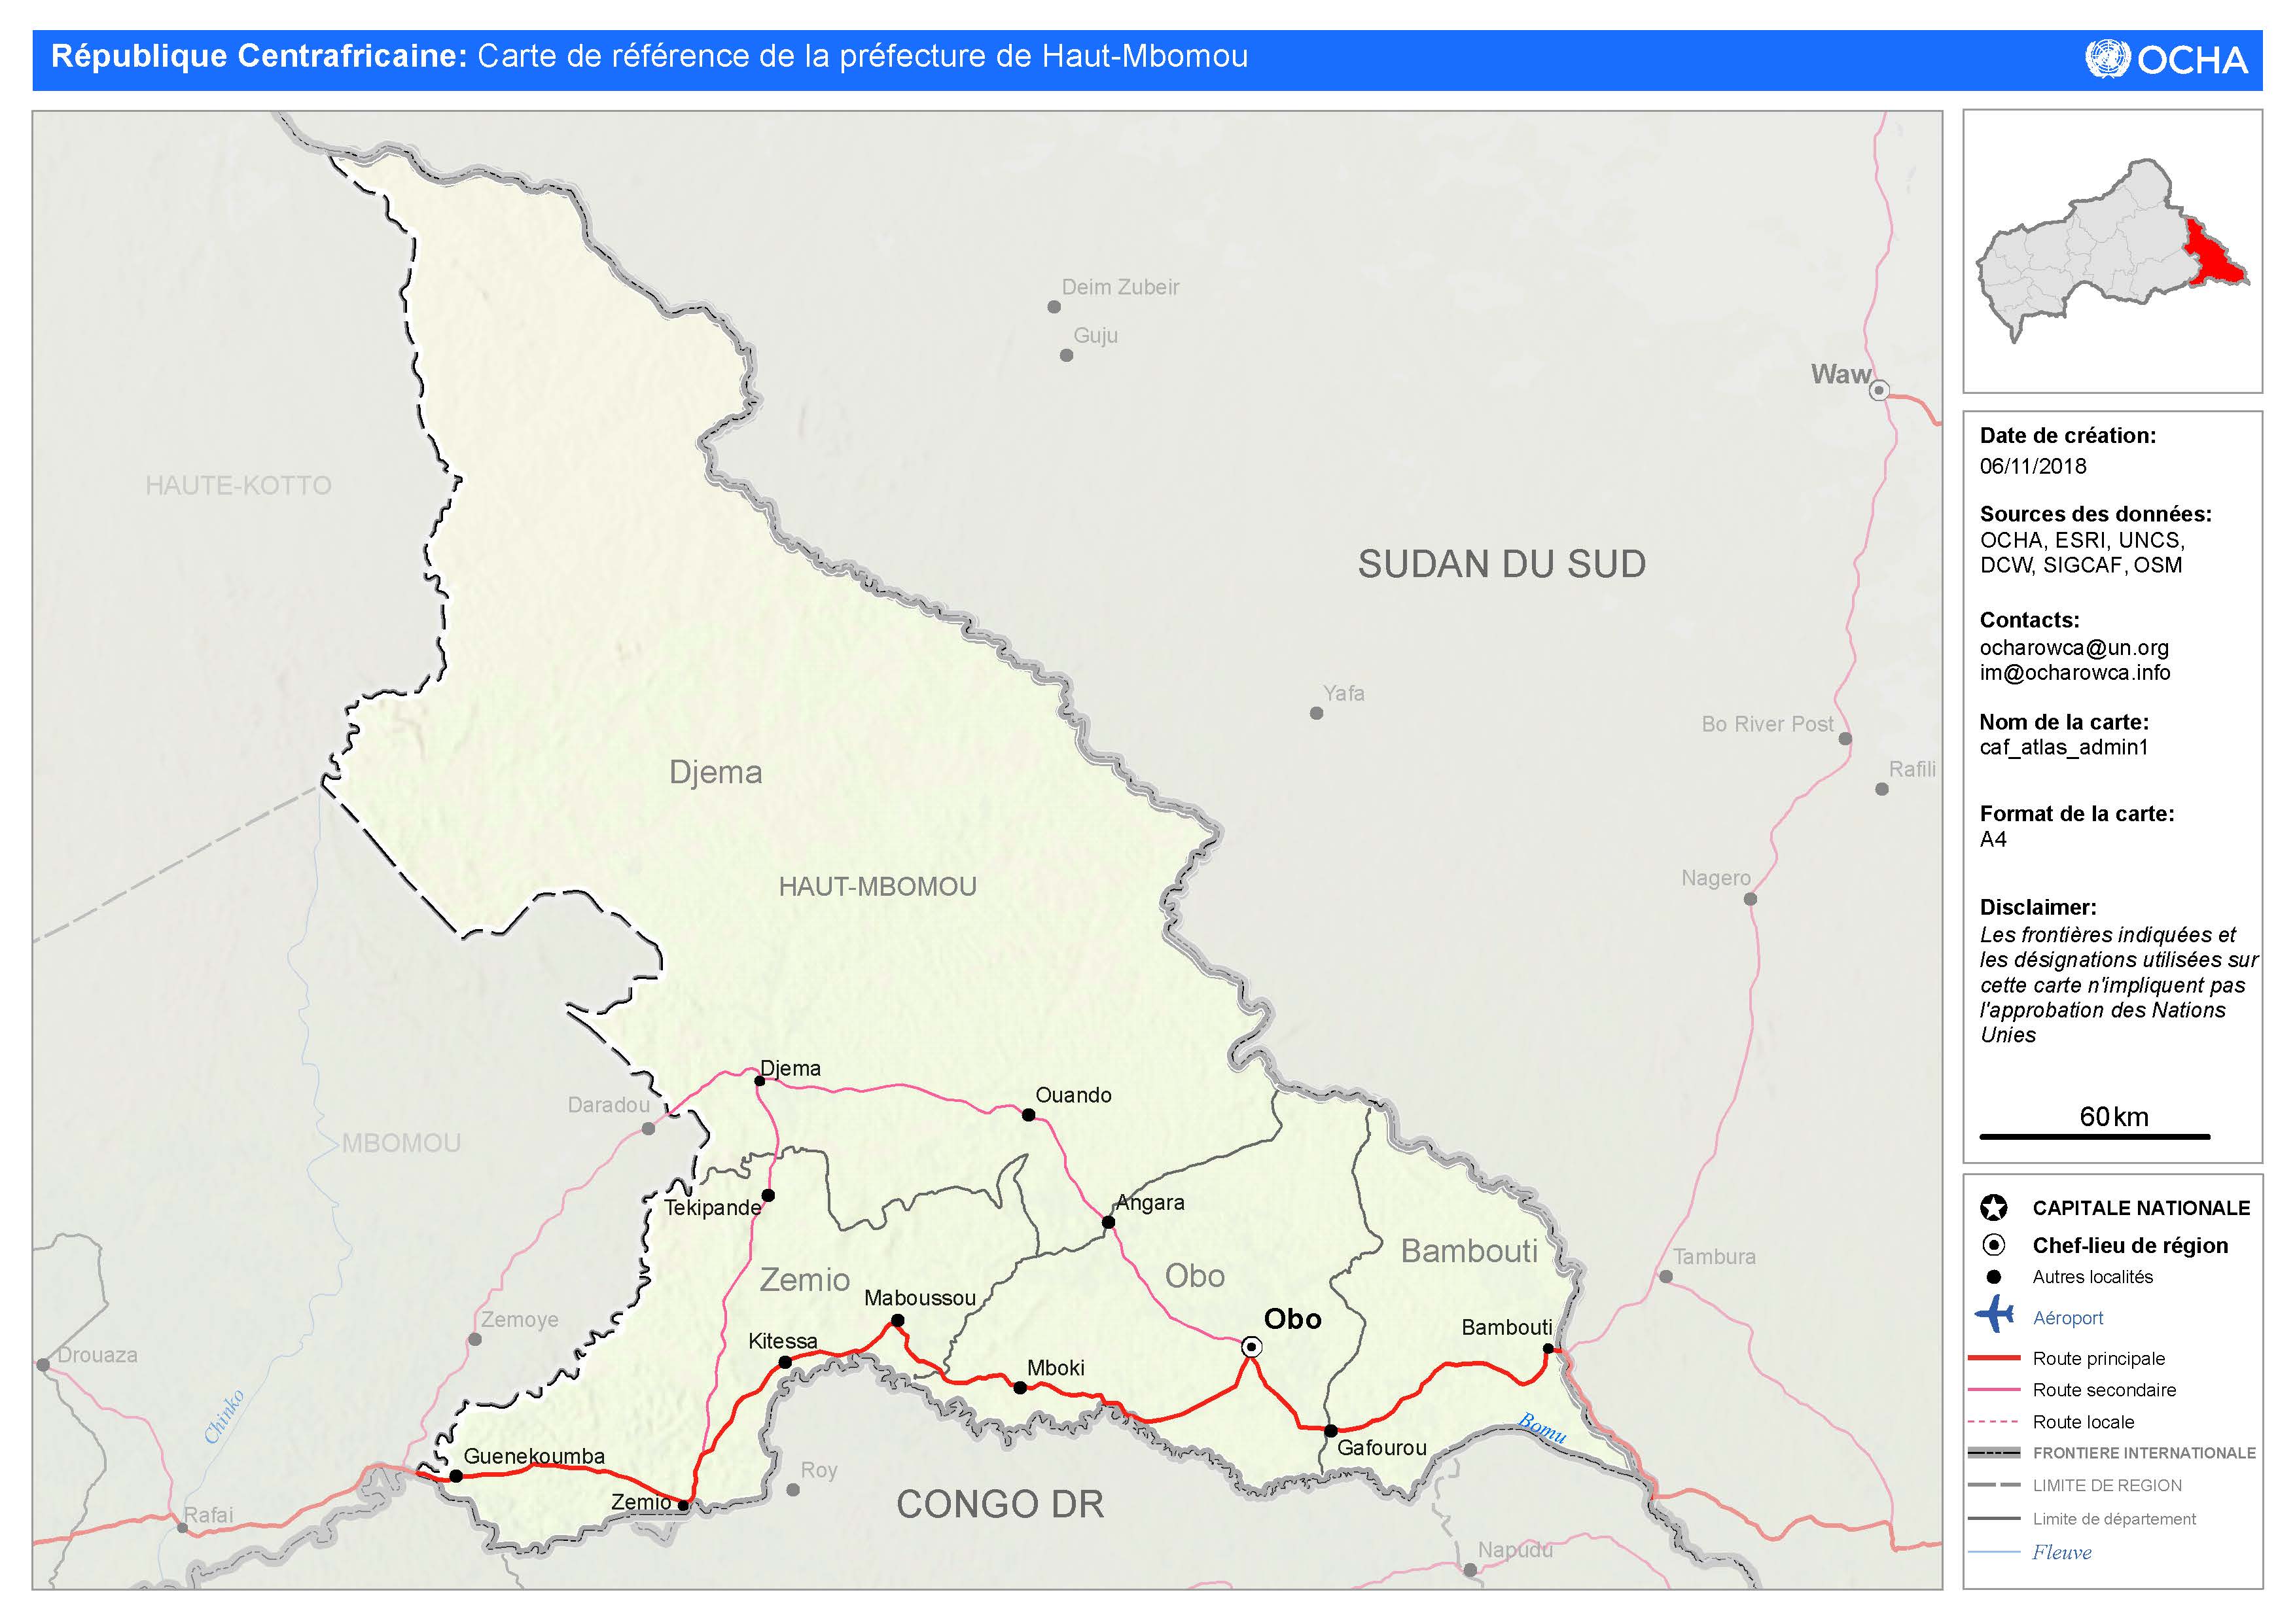 République Centrafricaine: Carte de référence de la préfecture de Haut-Mbomou
OCHA
Deim Zubeir
Guju
Waw
HAUTE-KOTTO
SUDAN DU SUD
Yafa
Bo River Post
Rafili
Djema
Nagero
HAUT-MBOMOU
Djema
Ouando
Daradou
MBOMOU
Angara
Tekipande
Bambouti
Tambura
Zemio
Obo
Maboussou
Obo
Zemoye
Bambouti
Kitessa
Drouaza
Mboki
Chinko
Bomu
Gafourou
Guenekoumba
Roy
Zemio
CONGO DR
Rafai
Napudu
Date de création:
06/11/2018
Sources des données:
OCHA, ESRI, UNCS,
DCW, SIGCAF, OSM
Contacts:
ocharowca@un.org
im@ocharowca.info
Nom de la carte:
caf_atlas_admin1
Format de la carte:
A4
Disclaimer:
Les frontières indiquées et
les désignations utilisées sur
cette carte n'impliquent pas
l'approbation des Nations
Unies
60 km
CAPITALE NATIONALE
Chef-lieu de région
Autres localités
Aéroport
Route principale
Route secondaire
Route locale
FRONTIERE INTERNATIONALE
LIMITE DE REGION
Limite de département
Fleuve